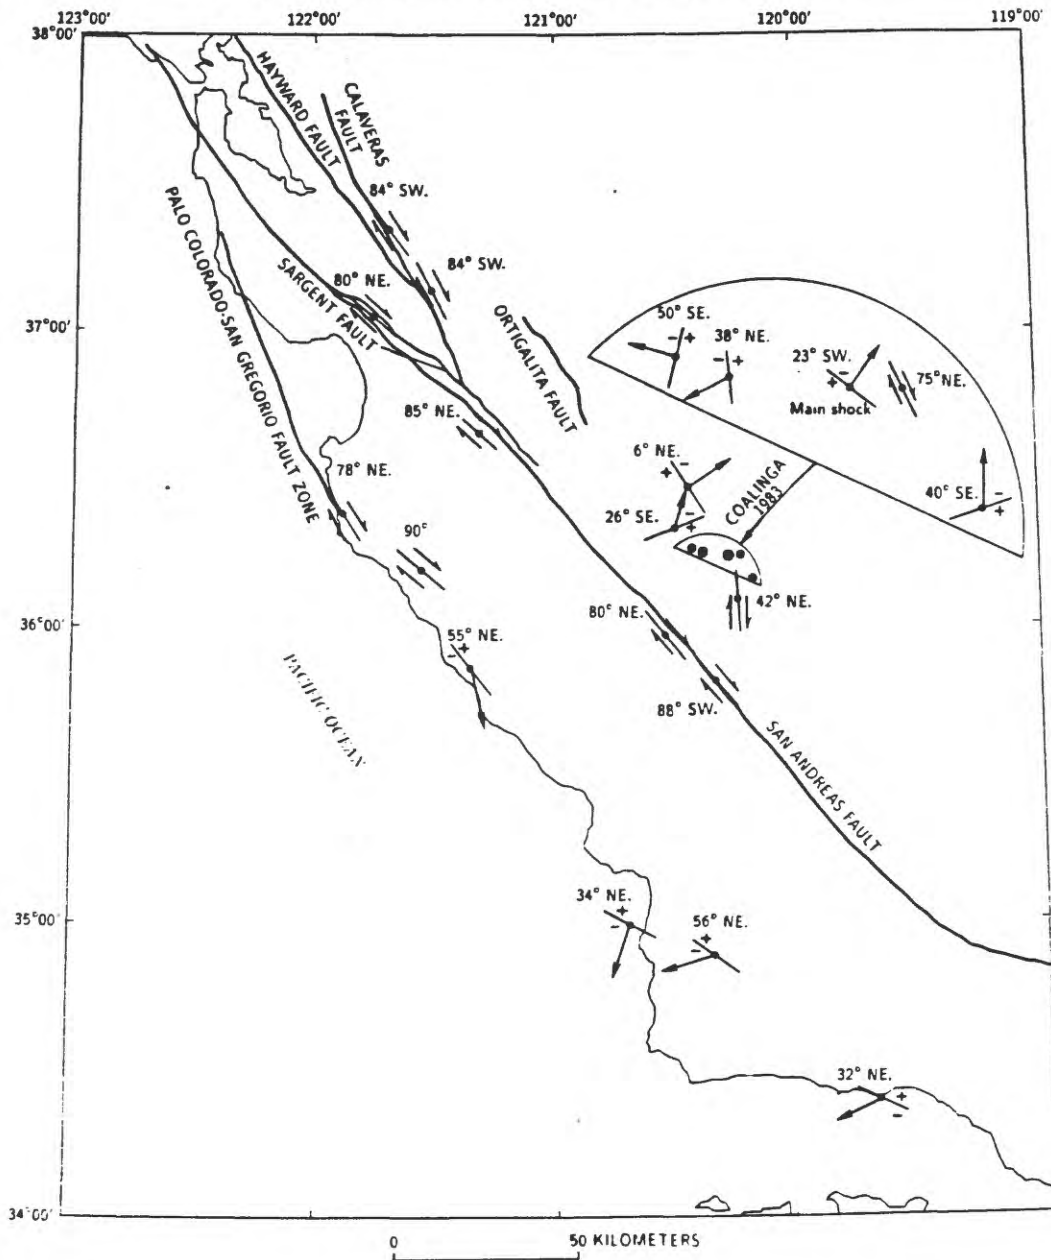 123°00'
122°00'
121°00'
120°00'
119°00'
38°00'
HAYWARD FAULT
CALAVERAS
FAULT
84° SW.
PALO COLORADO-SAN GREGORIO FAULT ZONE
84° SW.
80° NE.
SARGENT FAULT
ORTIGALITA FAULT
37°00'
50° SE.
- +
38° NE.
- +
23° SW.
+ -
Main shock
75° NE.
85° NE.
6° NE.
+ -
78° NE.
COALINGA
1983
40° SE.
- +
26° SE.
- +
90°
42° NE.
36°00'
80° NE.
55° NE.
- +
PACIFIC OCEAN
88° SW.
SAN ANDREAS FAULT
34° NE.
- +
56° NE.
- +
35°00'
32° NE.
+
-
34°05'
0 50 KILOMETERS